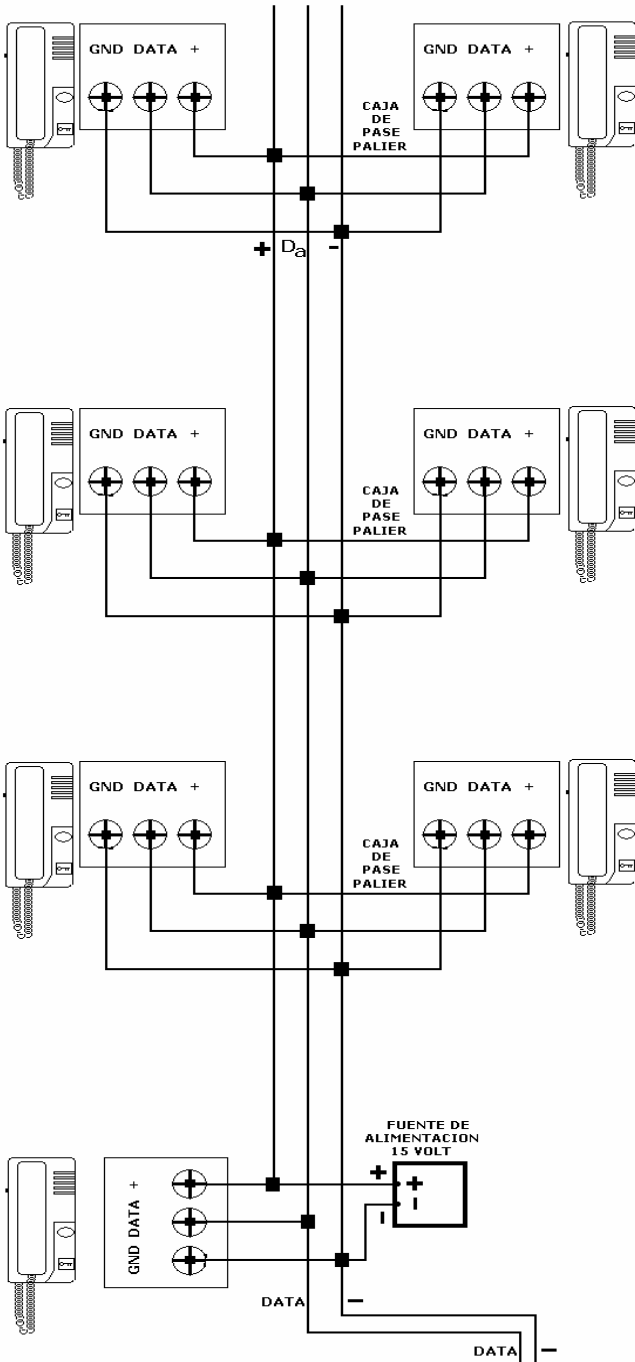 GND DATA +
GND DATA +
CAJA
DE
PASE
PALIER
+ Da -
GND DATA +
GND DATA +
CAJA
DE
PASE
PALIER
GND DATA +
GND DATA +
CAJA
DE
PASE
PALIER
FUENTE DE
ALIMENTACION
15 VOLT
+ +
- -
GND DATA +
DATA -
DATA -